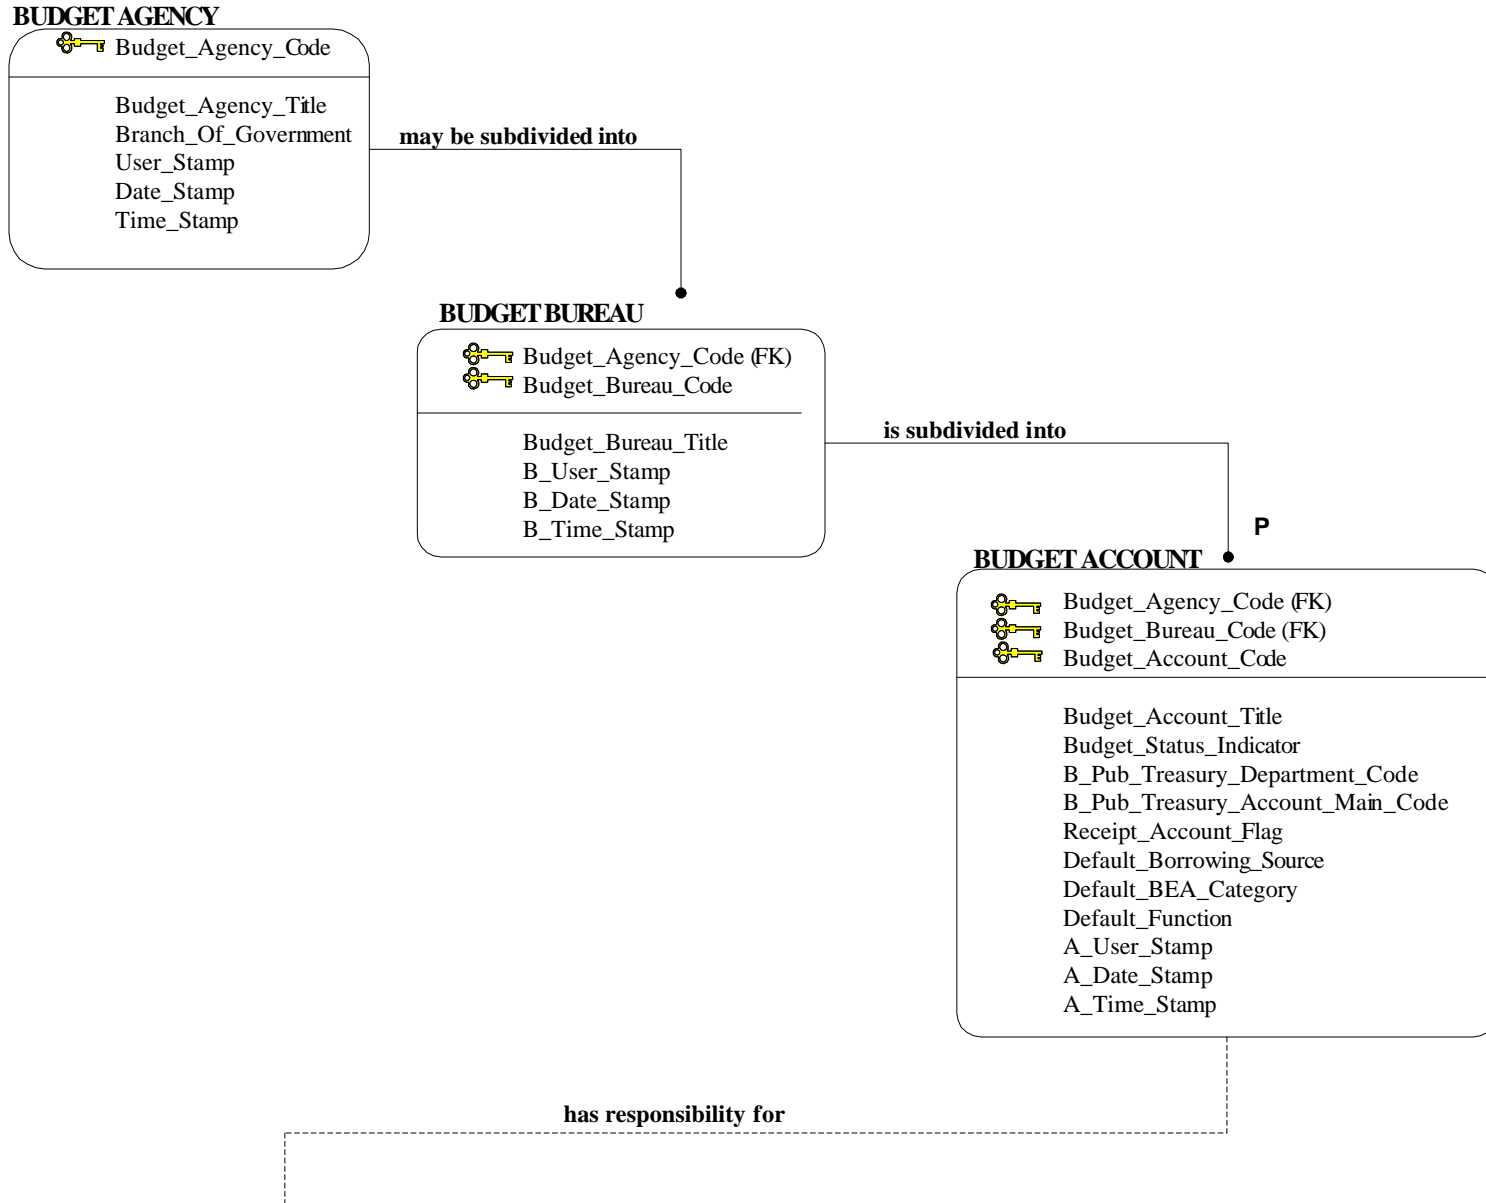 BUDGET AGENCY
Budget_Agency_Code
Budget_Agency_Title
Branch_Of_Government
User_Stamp
Date_Stamp
Time_Stamp
may be subdivided into
BUDGET BUREAU
Budget_Agency_Code (FK)
Budget_Bureau_Code
Budget_Bureau_Title
B_User_Stamp
B_Date_Stamp
B_Time_Stamp
is subdivided into
P
BUDGET ACCOUNT
Budget_Agency_Code (FK)
Budget_Bureau_Code (FK)
Budget_Account_Code
Budget_Account_Title
Budget_Status_Indicator
B_Pub_Treasury_Department_Code
B_Pub_Treasury_Account_Main_Code
Receipt_Account_Flag
Default_Borrowing_Source
Default_BEA_Category
Default_Function
A_User_Stamp
A_Date_Stamp
A_Time_Stamp
has responsibility for